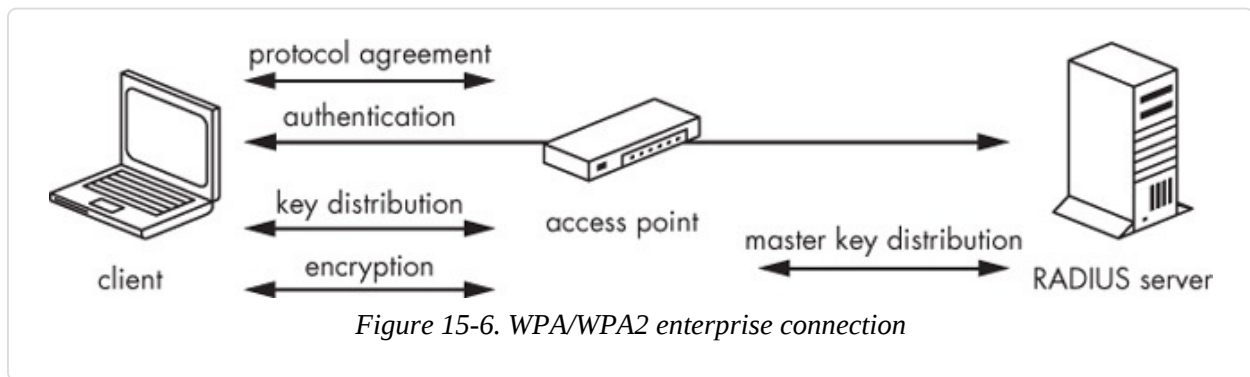 protocol agreement
authentication
key distribution
access point
master key distribution
client
encryption
RADIUS server
Figure 15-6. WPA/WPA2 enterprise connection